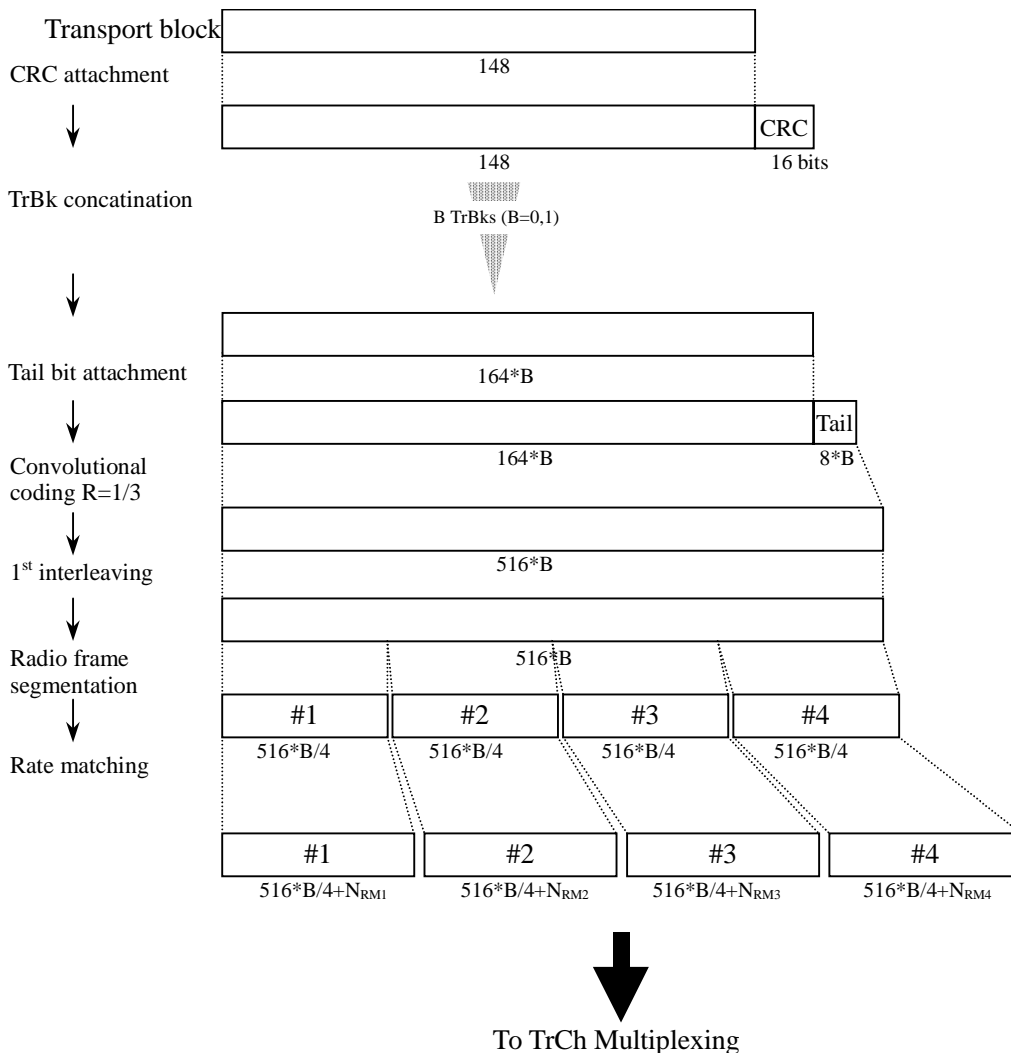 Transport block
148
CRC attachment
CRC
148
16 bits
TrBk concatination
B TrBks (B=0,1)
Tail bit attachment
164*B
Tail
164*B
8*B
Convolutional
coding R=1/3
516*B
1st interleaving
516*B
Radio frame
segmentation
#1 #2 #3 #4
516*B/4 516*B/4 516*B/4 516*B/4
Rate matching
#1 #2 #3 #4
516*B/4+NRM1 516*B/4+NRM2 516*B/4+NRM3 516*B/4+NRM4
To TrCh Multiplexing